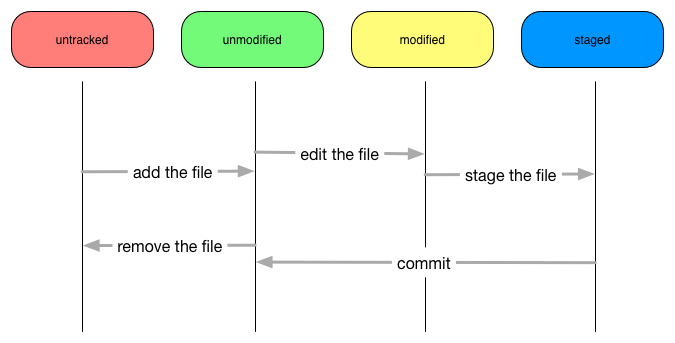 untracked
unmodified
modified
staged
edit the file
add the file
stage the file
remove the file
commit